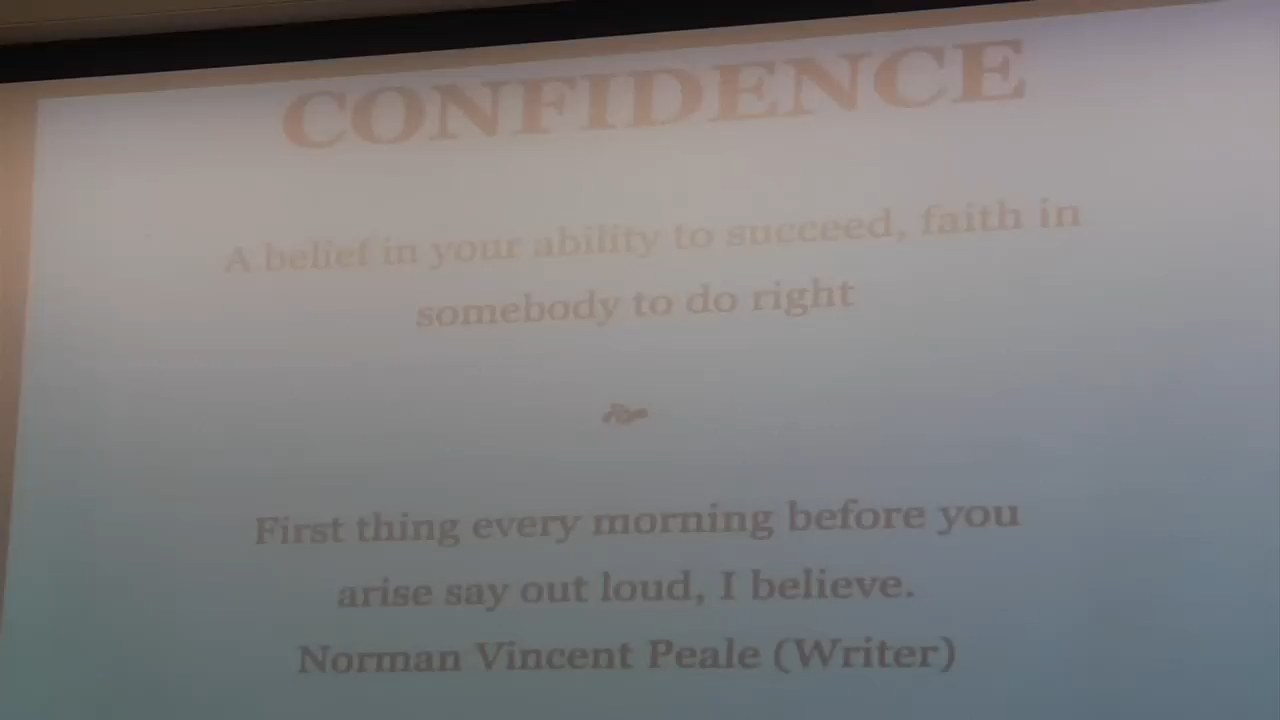 CONFIDENCE
A belief in your ability to succeed, faith in
somebody to do right
First thing every morning before you
arise say out loud, I believe.
Norman Vincent Peale (Writer)